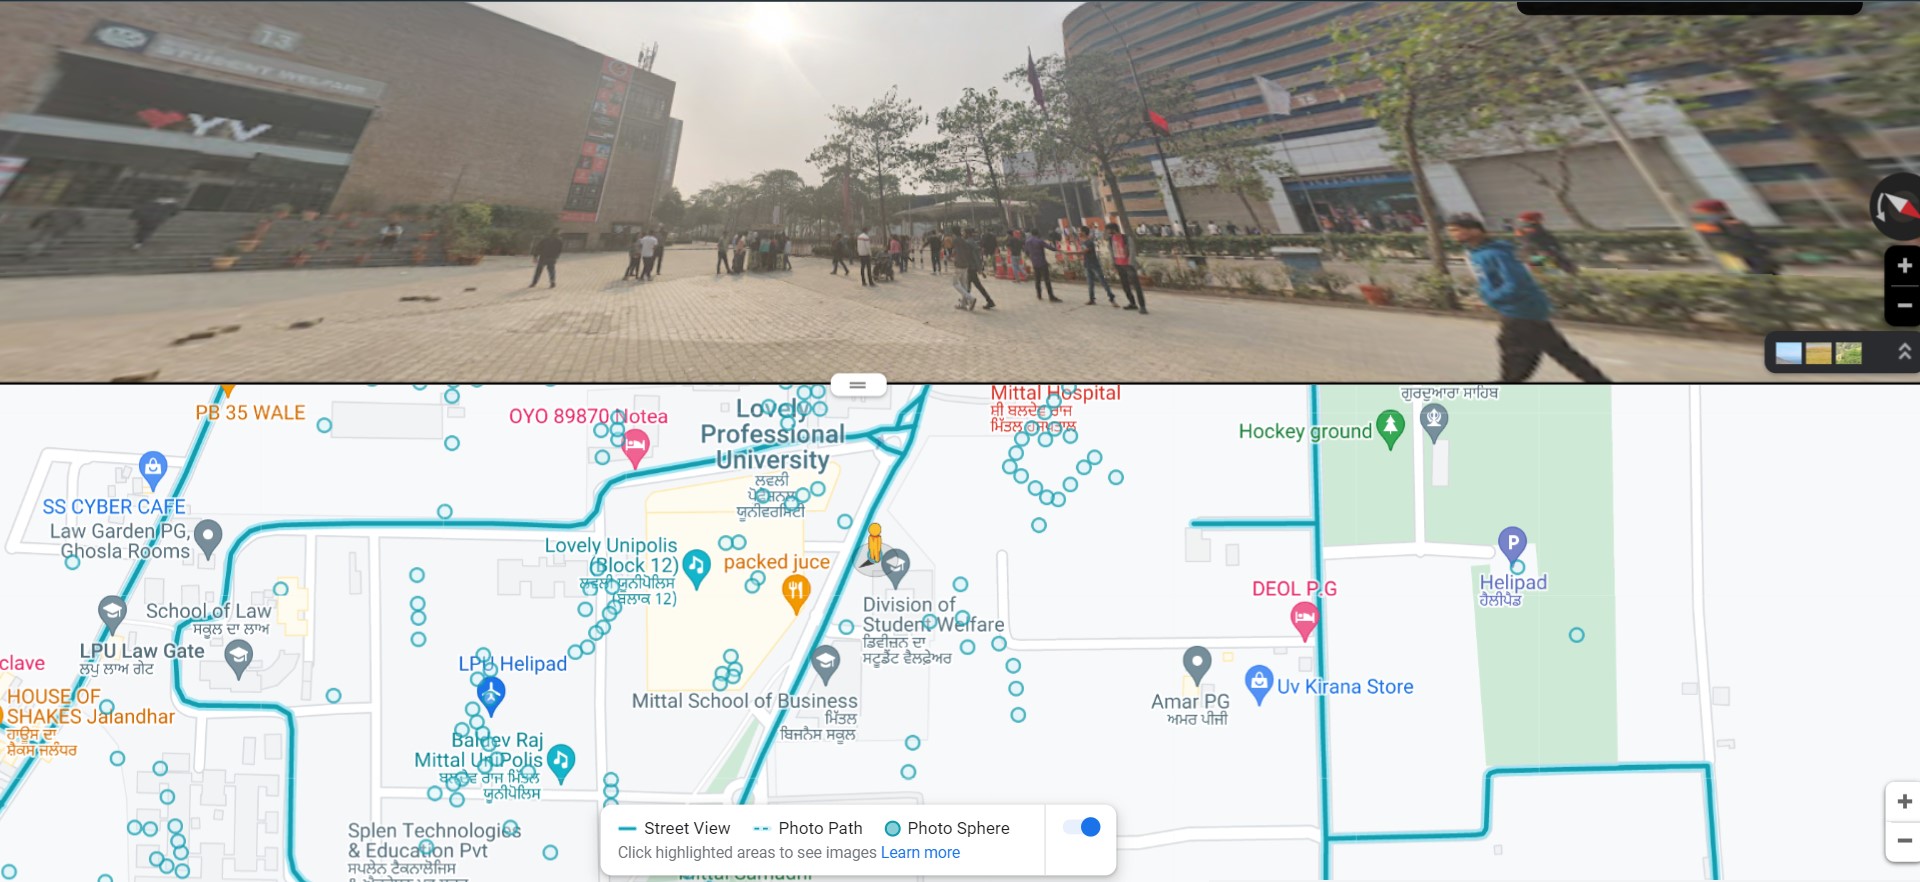 13
STUDENT WELFARE
YV
PB 35 WALE
OYO 89870 Notea
Lovely
Professional
University
ਲਵਲੀ
ਯੂਨੀਵਰਸਿਟੀ
Mittal Hospital
ਸ਼੍ਰੀ ਬਲਦੇਵ ਰਾਜ
ਮਿੱਤਲ ਹਸਪਤਾਲ
ਗੁਰਦੁਆਰਾ ਸਾਹਿਬ
Hockey ground
SS CYBER CAFE
Law Garden PG,
Ghosla Rooms
Lovely Unipolis
(Block 12)
ਲਵਲੀ ਯੂਨੀਪੋਲਿਸ
(ਬਲਾਕ 12)
packed juce
P
Helipad
ਹੈਲੀਪੈਡ
DEOL P.G
Division of
Student Welfare
ਡਿਵੀਜ਼ਨ ਦਾ
ਸਟੂਡੈਂਟ ਵੈਲਫ਼ੇਅਰ
School of Law
ਸਕੂਲ ਦਾ ਲਾਅ
LPU Law Gate
ਲਪੁ ਲਾਅ ਗੇਟ
clave
LPU Helipad
HOUSE OF
SHAKES Jalandhar
ਹਾਊਸ ਦਾ
ਸ਼ੈਕਸ ਜਲੰਧਰ
Mittal School of Business
ਮਿੱਤਲ
ਬਿਜਨੈਸ ਸਕੂਲ
Amar PG
ਅਮਰ ਪੀਜੀ
Uv Kirana Store
Baldev Raj
Mittal UniPolis
ਬਲਦੇਵ ਰਾਜ ਮਿੱਤਲ
ਯੂਨੀਪੋਲਿਸ
Splen Technologies
& Education Pvt
ਸਪਲੇਨ ਟੈਕਨਾਲੋਜਿਸ
Street View
Photo Path
Photo Sphere
Click highlighted areas to see images Learn more